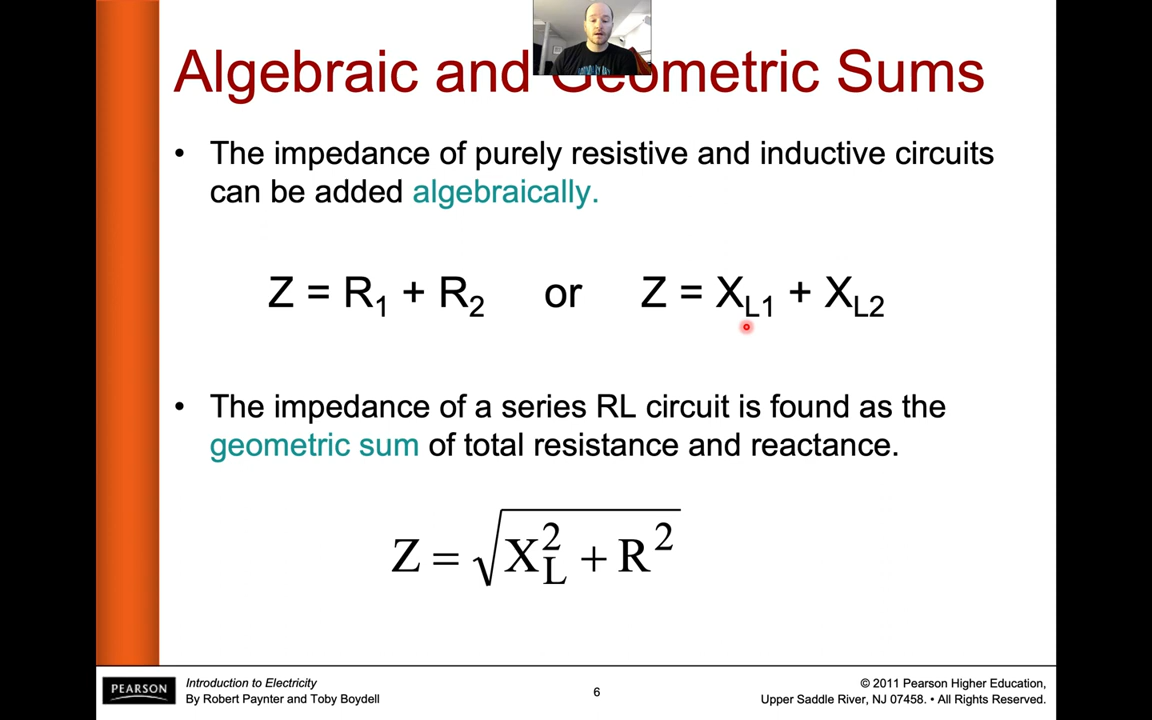 Algebraic and Geometric Sums
• The impedance of purely resistive and inductive circuits
can be added algebraically.
Z = R₁ + R₂ or Z = X_L1 + X_L2
• The impedance of a series RL circuit is found as the
geometric sum of total resistance and reactance.
Z = √(X_L² + R²)
PEARSON
Introduction to Electricity
By Robert Paynter and Toby Boydell
6
© 2011 Pearson Higher Education,
Upper Saddle River, NJ 07458. • All Rights Reserved.